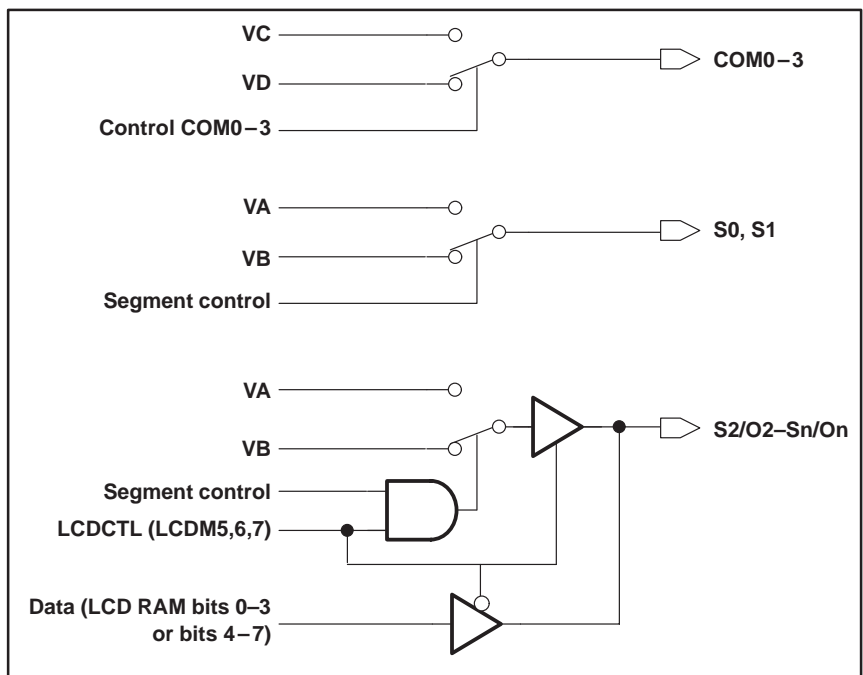 VC
COM0–3
VD
Control COM0–3
VA
S0, S1
VB
Segment control
VA
S2/O2–Sn/On
VB
Segment control
LCDCTL (LCDM5,6,7)
Data (LCD RAM bits 0–3
or bits 4–7)